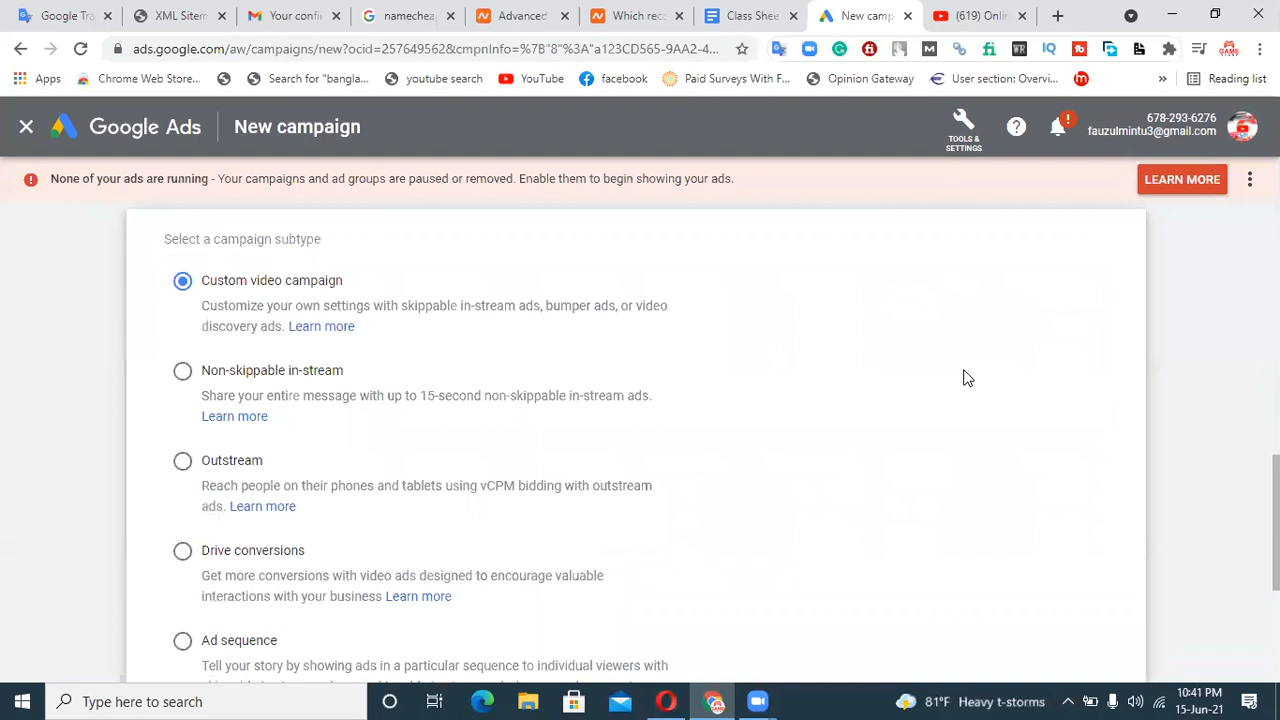 Google Tra
XML Sitem
Your confi
namechea
Advanced
Which reco
Class Shee
New camp
(619) Onli
ads.google.com/aw/campaigns/new?ocid=257649562&cmpnInfo=%7B"8"%3A"a123CD565-9AA2-4...
Apps
Chrome Web Store...
Search for "bangla...
youtube:search
YouTube
facebook
Paid Surveys With F...
Opinion Gateway
User section: Overvi...
»
Reading list
Google Ads
New campaign
TOOLS &
SETTINGS
678-293-6276
fauzulmintu3@gmail.com
None of your ads are running - Your campaigns and ad groups are paused or removed. Enable them to begin showing your ads.
LEARN MORE
Select a campaign subtype
Custom video campaign
Customize your own settings with skippable in-stream ads, bumper ads, or video
discovery ads. Learn more
Non-skippable in-stream
Share your entire message with up to 15-second non-skippable in-stream ads.
Learn more
Outstream
Reach people on their phones and tablets using vCPM bidding with outstream
ads. Learn more
Drive conversions
Get more conversions with video ads designed to encourage valuable
interactions with your business Learn more
Ad sequence
Tell your story by showing ads in a particular sequence to individual viewers with
Type here to search
81°F Heavy t-storms
10:41 PM
15-Jun-21